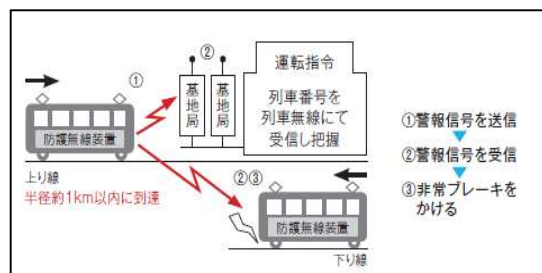 ①
②
基地局
基地局
運転指令
列車番号を
列車無線にて
受信し把握
防護無線装置
上り線
半径約1km以内に到達
②③
防護無線装置
下り線
①警報信号を送信
②警報信号を受信
③非常ブレーキを
かける